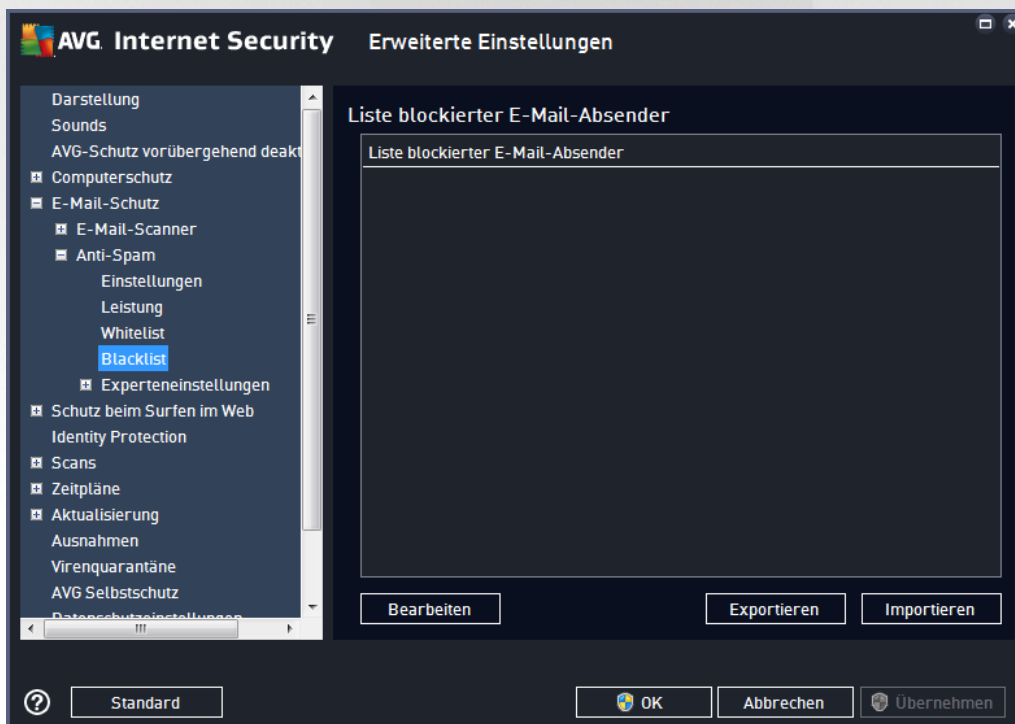 AVG. Internet Security
Erweiterte Einstellungen
Darstellung
Sounds
AVG-Schutz vorübergehend deakt
Computerschutz
E-Mail-Schutz
E-Mail-Scanner
Anti-Spam
Einstellungen
Leistung
Whitelist
Blacklist
Experteneinstellungen
Schutz beim Surfen im Web
Identity Protection
Scans
Zeitpläne
Aktualisierung
Ausnahmen
Virenquarantäne
AVG Selbstschutz
Datenschutzeinstellungen
Liste blockierter E-Mail-Absender
Liste blockierter E-Mail-Absender
Bearbeiten
Exportieren
Importieren
Standard
OK
Abbrechen
Übernehmen